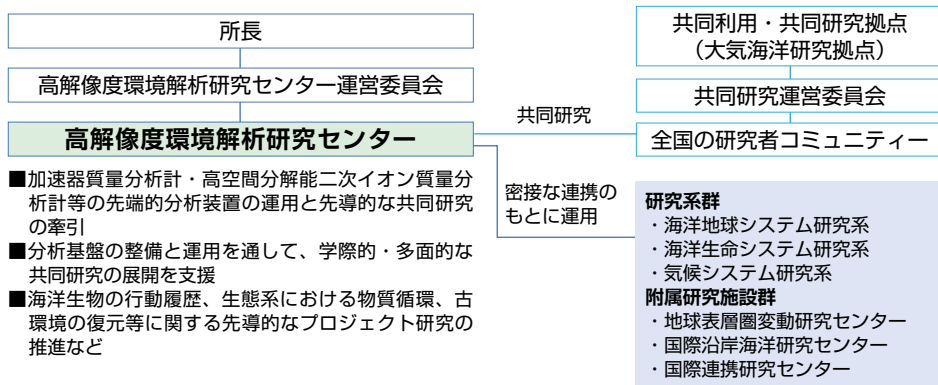 所長
高解像度環境解析研究センター運営委員会
高解像度環境解析研究センター
■加速器質量分析計・高空間分解能二次イオン質量分
析計等の先端的分析装置の運用と先導的な共同研究
の牽引
■分析基盤の整備と運用を通して、学際的・多面的な
共同研究の展開を支援
■海洋生物の行動履歴、生態系における物質循環、古
環境の復元等に関する先導的なプロジェクト研究の
推進など
共同研究
密接な連携の
もとに運用
共同利用・共同研究拠点
（大気海洋研究拠点）
共同研究運営委員会
全国の研究者コミュニティー
研究系群
・海洋地球システム研究系
・海洋生命システム研究系
・気候システム研究系
附属研究施設群
・地球表層圏変動研究センター
・国際沿岸海洋研究センター
・国際連携研究センター